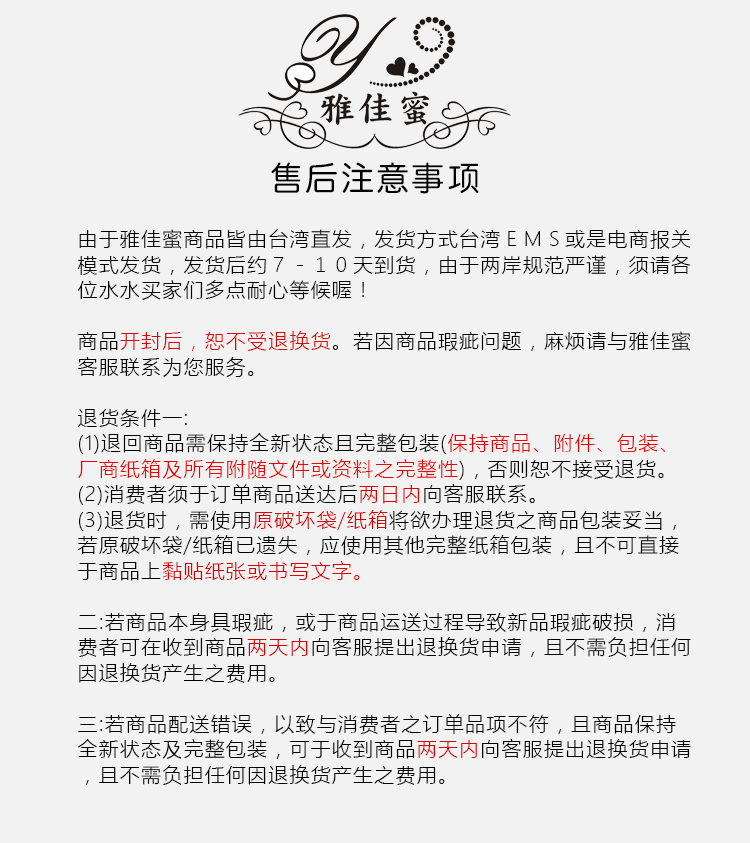 雅佳蜜
售后注意事项
由于雅佳蜜商品皆由台湾直发，发货方式台湾ＥＭＳ或是电商报关
模式发货，发货后约７－１０天到货，由于两岸规范严谨，须请各
位水水买家们多点耐心等候喔！
商品开封后，恕不受退换货。若因商品瑕疵问题，麻烦请与雅佳蜜
客服联系为您服务。
退货条件一:
(1)退回商品需保持全新状态且完整包装(保持商品、附件、包装、
厂商纸箱及所有附随文件或资料之完整性)，否则恕不接受退货。
(2)消费者须于订单商品送达后两日内向客服联系。
(3)退货时，需使用原破坏袋/纸箱将欲办理退货之商品包装妥当，
若原破坏袋/纸箱已遗失，应使用其他完整纸箱包装，且不可直接
于商品上黏贴纸张或书写文字。
二:若商品本身具瑕疵，或于商品运送过程导致新品瑕疵破损，消
费者可在收到商品两天内向客服提出退换货申请，且不需负担任何
因退换货产生之费用。
三:若商品配送错误，以致与消费者之订单品项不符，且商品保持
全新状态及完整包装，可于收到商品两天内向客服提出退换货申请
，且不需负担任何因退换货产生之费用。